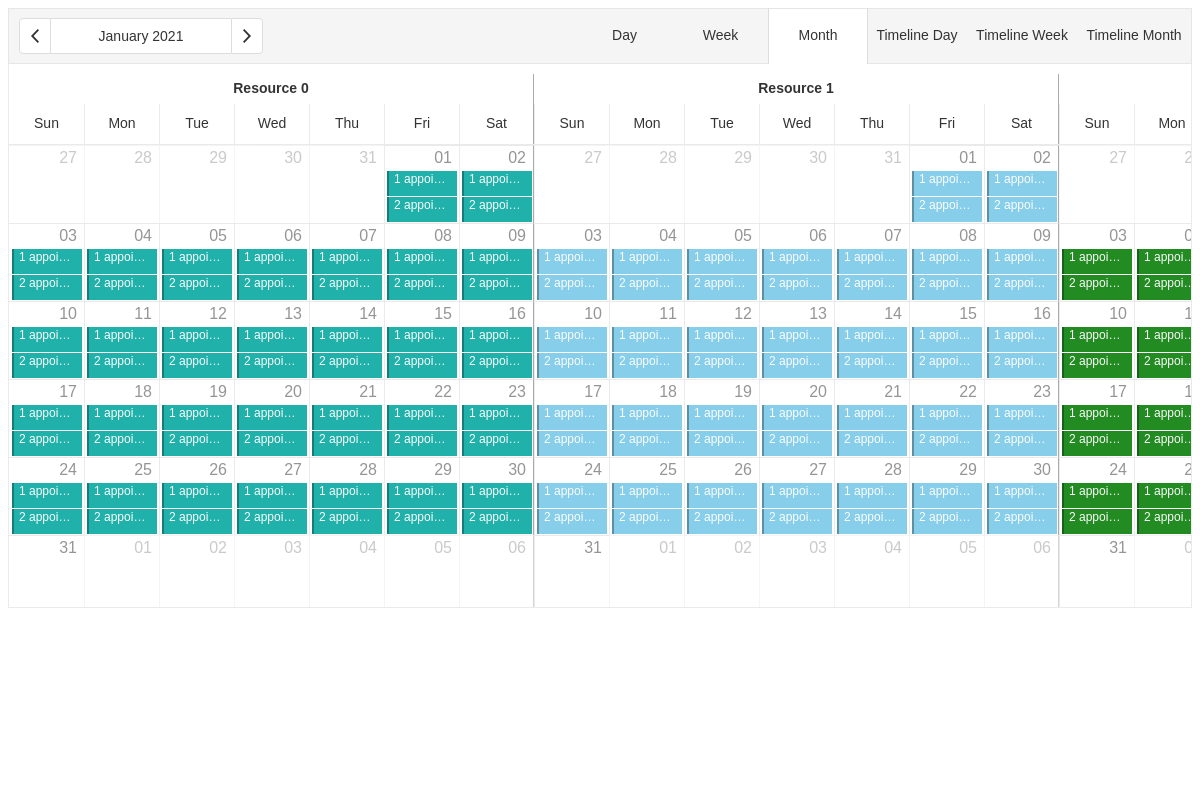 January 2021 Day Week Month Timeline Day Timeline Week Timeline Month
Resource 0 Resource 1
Sun Mon Tue Wed Thu Fri Sat Sun Mon Tue Wed Thu Fri Sat Sun Mon
27 28 29 30 31 01 02 27 28 29 30 31 01 02 27 2
1 appoi… 1 appoi… 1 appoi… 1 appoi…
2 appoi… 2 appoi… 2 appoi… 2 appoi…
03 04 05 06 07 08 09 03 04 05 06 07 08 09 03 0
1 appoi… 1 appoi… 1 appoi… 1 appoi… 1 appoi… 1 appoi… 1 appoi… 1 appoi… 1 appoi… 1 appoi… 1 appoi… 1 appoi… 1 appoi… 1 appoi… 1 appoi… 1 appoi…
2 appoi… 2 appoi… 2 appoi… 2 appoi… 2 appoi… 2 appoi… 2 appoi… 2 appoi… 2 appoi… 2 appoi… 2 appoi… 2 appoi… 2 appoi… 2 appoi… 2 appoi… 2 appoi…
10 11 12 13 14 15 16 10 11 12 13 14 15 16 10 1
1 appoi… 1 appoi… 1 appoi… 1 appoi… 1 appoi… 1 appoi… 1 appoi… 1 appoi… 1 appoi… 1 appoi… 1 appoi… 1 appoi… 1 appoi… 1 appoi… 1 appoi… 1 appoi…
2 appoi… 2 appoi… 2 appoi… 2 appoi… 2 appoi… 2 appoi… 2 appoi… 2 appoi… 2 appoi… 2 appoi… 2 appoi… 2 appoi… 2 appoi… 2 appoi… 2 appoi… 2 appoi…
17 18 19 20 21 22 23 17 18 19 20 21 22 23 17 1
1 appoi… 1 appoi… 1 appoi… 1 appoi… 1 appoi… 1 appoi… 1 appoi… 1 appoi… 1 appoi… 1 appoi… 1 appoi… 1 appoi… 1 appoi… 1 appoi… 1 appoi… 1 appoi…
2 appoi… 2 appoi… 2 appoi… 2 appoi… 2 appoi… 2 appoi… 2 appoi… 2 appoi… 2 appoi… 2 appoi… 2 appoi… 2 appoi… 2 appoi… 2 appoi… 2 appoi… 2 appoi…
24 25 26 27 28 29 30 24 25 26 27 28 29 30 24 2
1 appoi… 1 appoi… 1 appoi… 1 appoi… 1 appoi… 1 appoi… 1 appoi… 1 appoi… 1 appoi… 1 appoi… 1 appoi… 1 appoi… 1 appoi… 1 appoi… 1 appoi… 1 appoi…
2 appoi… 2 appoi… 2 appoi… 2 appoi… 2 appoi… 2 appoi… 2 appoi… 2 appoi… 2 appoi… 2 appoi… 2 appoi… 2 appoi… 2 appoi… 2 appoi… 2 appoi… 2 appoi…
31 01 02 03 04 05 06 31 01 02 03 04 05 06 31 0